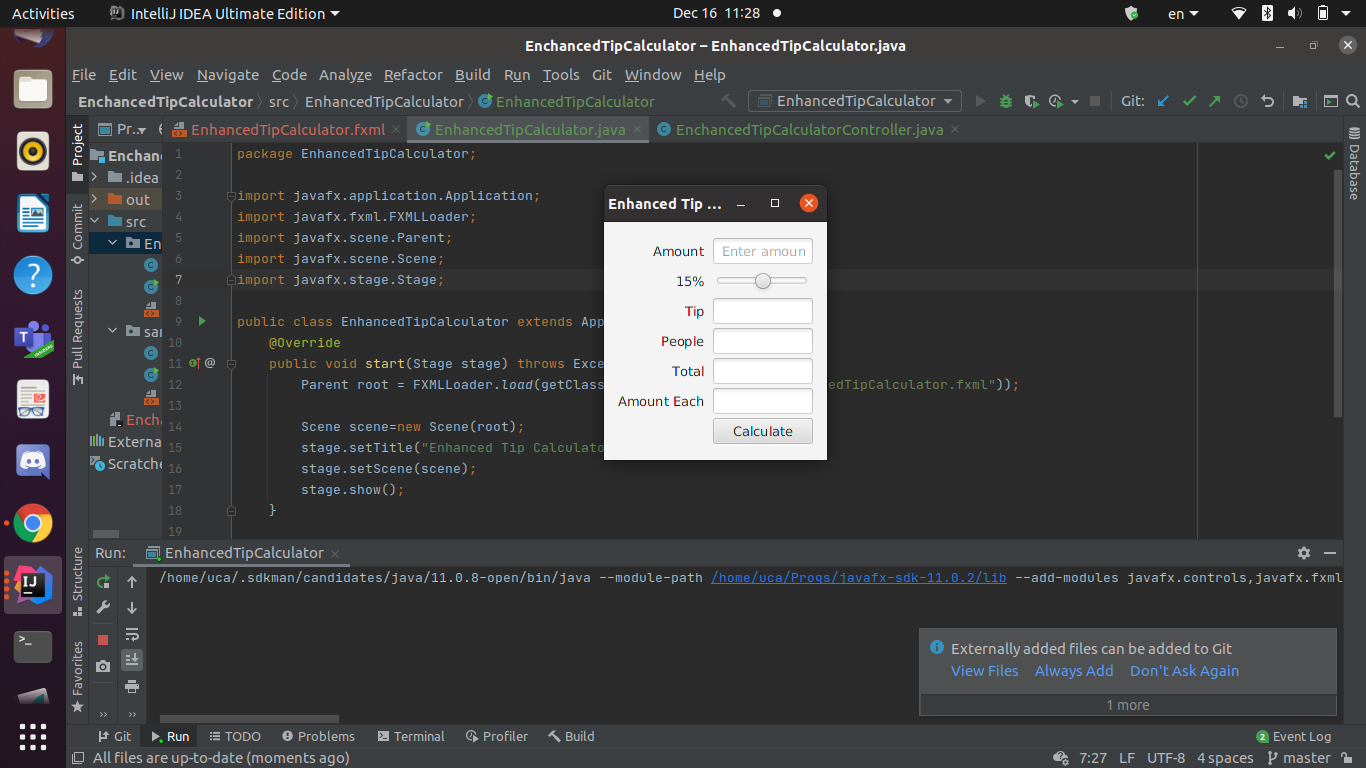 Activities IntelliJ IDEA Ultimate Edition Dec 16 11:28 en
EnchancedTipCalculator – EnhancedTipCalculator.java
File Edit View Navigate Code Analyze Refactor Build Run Tools Git Window Help
EnchancedTipCalculator src EnhancedTipCalculator EnhancedTipCalculator EnhancedTipCalculator Git:
Project
Commit
Pull Requests
Structure
Favorites
Database
Pr...
EnhancedTipCalculator.fxml EnhancedTipCalculator.java EnchancedTipCalculatorController.java
Enchan
.idea
out
src
En
sar
Encha
Externa
Scratche
1 package EnhancedTipCalculator;
2
3 import javafx.application.Application;
4 import javafx.fxml.FXMLLoader;
5 import javafx.scene.Parent;
6 import javafx.scene.Scene;
7 import javafx.stage.Stage;
8
9 public class EnhancedTipCalculator extends App
10 @Override
11 @ public void start(Stage stage) throws Exce
12 Parent root = FXMLLoader.load(getClass cedTipCalculator.fxml"));
13
14 Scene scene=new Scene(root);
15 stage.setTitle("Enhanced Tip Calculato
16 stage.setScene(scene);
17 stage.show();
18 }
19
Enhanced Tip ...
Amount Enter amoun
15%
Tip
People
Total
Amount Each
Calculate
Run: EnhancedTipCalculator
/home/uca/.sdkman/candidates/java/11.0.8-open/bin/java --module-path /home/uca/Progs/javafx-sdk-11.0.2/lib --add-modules javafx.controls,javafx.fxml
Externally added files can be added to Git
View Files Always Add Don't Ask Again
1 more
Git Run TODO Problems Terminal Profiler Build 2 Event Log
All files are up-to-date (moments ago) 7:27 LF UTF-8 4 spaces master